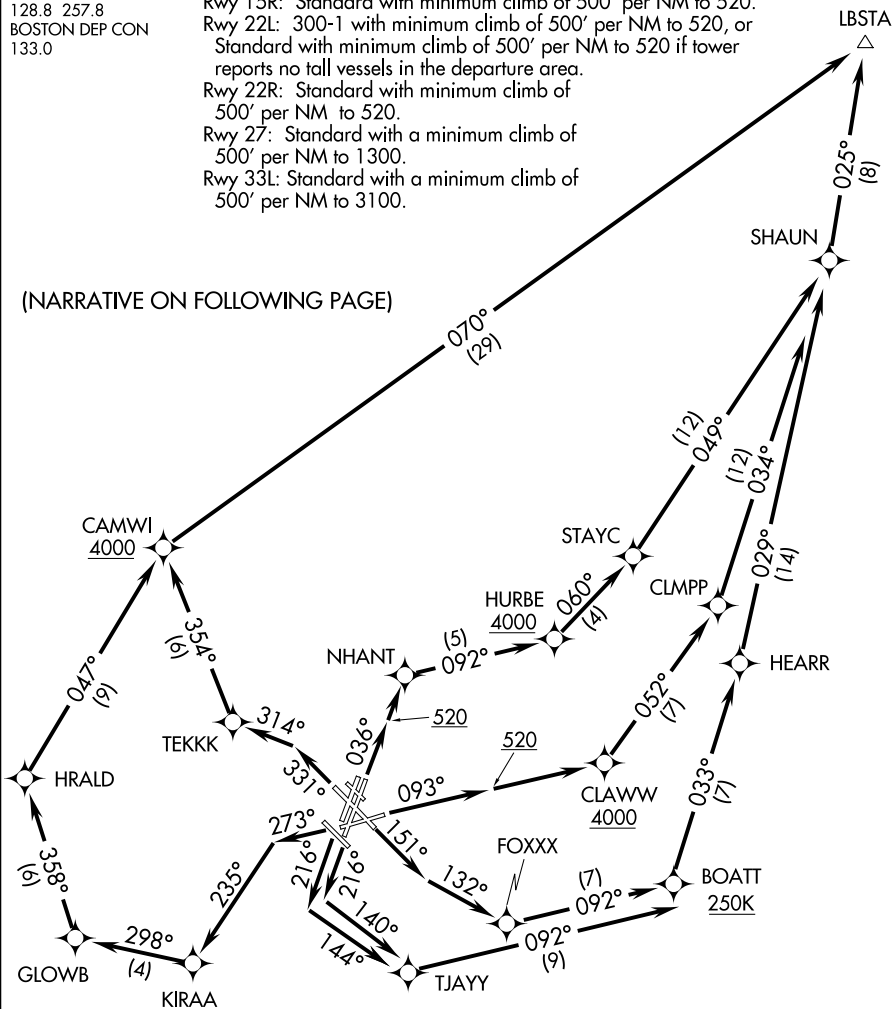 128.8 257.8
BOSTON DEP CON
133.0
Rwy 15R: Standard with minimum climb of 500' per NM to 520.
Rwy 22L: 300-1 with minimum climb of 500' per NM to 520, or
Standard with minimum climb of 500' per NM to 520 if tower
reports no tall vessels in the departure area.
Rwy 22R: Standard with minimum climb of
500' per NM to 520.
Rwy 27: Standard with a minimum climb of
500' per NM to 1300.
Rwy 33L: Standard with a minimum climb of
500' per NM to 3100.
LBSTA
025°
(8)
SHAUN
(NARRATIVE ON FOLLOWING PAGE)
070°
(29)
(12)
049°
(12)
034°
029°
(14)
CAMWI
4000
STAYC
CLMPP
HURBE
4000
060°
(4)
354°
(6)
047°
(9)
NHANT
(5)
092°
HEARR
052°
(7)
TEKKK
314°
331°
036°
520
520
HRALD
093°
CLAWW
4000
033°
(7)
273°
151°
FOXXX
358°
(6)
235°
216°
216°
132°
(7)
092°
BOATT
250K
140°
144°
092°
(9)
298°
(4)
GLOWB
KIRAA
TJAYY